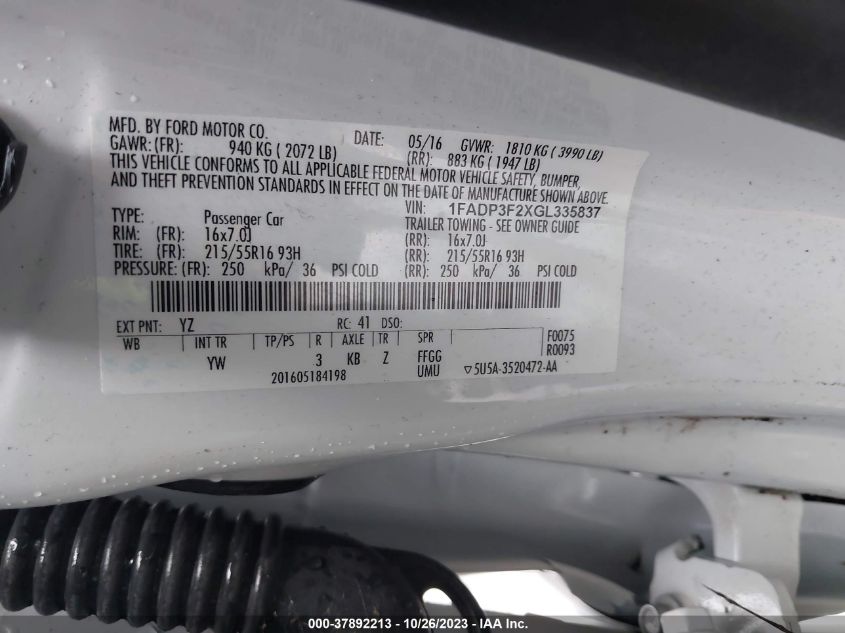 MFD. BY FORD MOTOR CO.
DATE: 05/16 GVWR: 1810 KG ( 3990 LB)
GAWR: (FR): 940 KG ( 2072 LB) (RR): 883 KG ( 1947 LB)
THIS VEHICLE CONFORMS TO ALL APPLICABLE FEDERAL MOTOR VEHICLE SAFETY, BUMPER,
AND THEFT PREVENTION STANDARDS IN EFFECT ON THE DATE OF MANUFACTURE SHOWN ABOVE.
VIN: 1FADP3F2XGL335837
TYPE: Passenger Car TRAILER TOWING - SEE OWNER GUIDE
RIM: (FR): 16x7.0J (RR): 16x7.0J
TIRE: (FR): 215/55R16 93H (RR): 215/55R16 93H
PRESSURE: (FR): 250 kPa/ 36 PSI COLD (RR): 250 kPa/ 36 PSI COLD
EXT PNT: YZ RC: 41 DSO:
WB INT TR TP/PS R AXLE TR SPR F0075
YW 3 KB Z FFGG R0093
201605184198 UMU ▽5U5A-3520472-AA
000-37892213 - 10/26/2023 - IAA Inc.